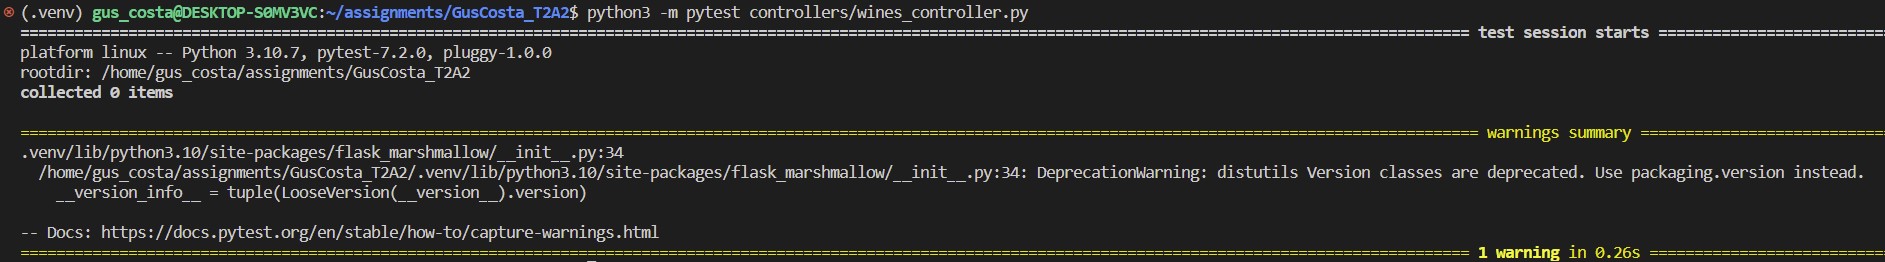 (.venv) gus_costa@DESKTOP-S0MV3VC:~/assignments/GusCosta_T2A2$ python3 -m pytest controllers/wines_controller.py
=============================== test session starts ===============================
platform linux -- Python 3.10.7, pytest-7.2.0, pluggy-1.0.0
rootdir: /home/gus_costa/assignments/GusCosta_T2A2
collected 0 items
=============================== warnings summary ===============================
.venv/lib/python3.10/site-packages/flask_marshmallow/__init__.py:34
  /home/gus_costa/assignments/GusCosta_T2A2/.venv/lib/python3.10/site-packages/flask_marshmallow/__init__.py:34: DeprecationWarning: distutils Version classes are deprecated. Use packaging.version instead.
    __version_info__ = tuple(LooseVersion(__version__).version)
-- Docs: https://docs.pytest.org/en/stable/how-to/capture-warnings.html
=============================== 1 warning in 0.26s ===============================